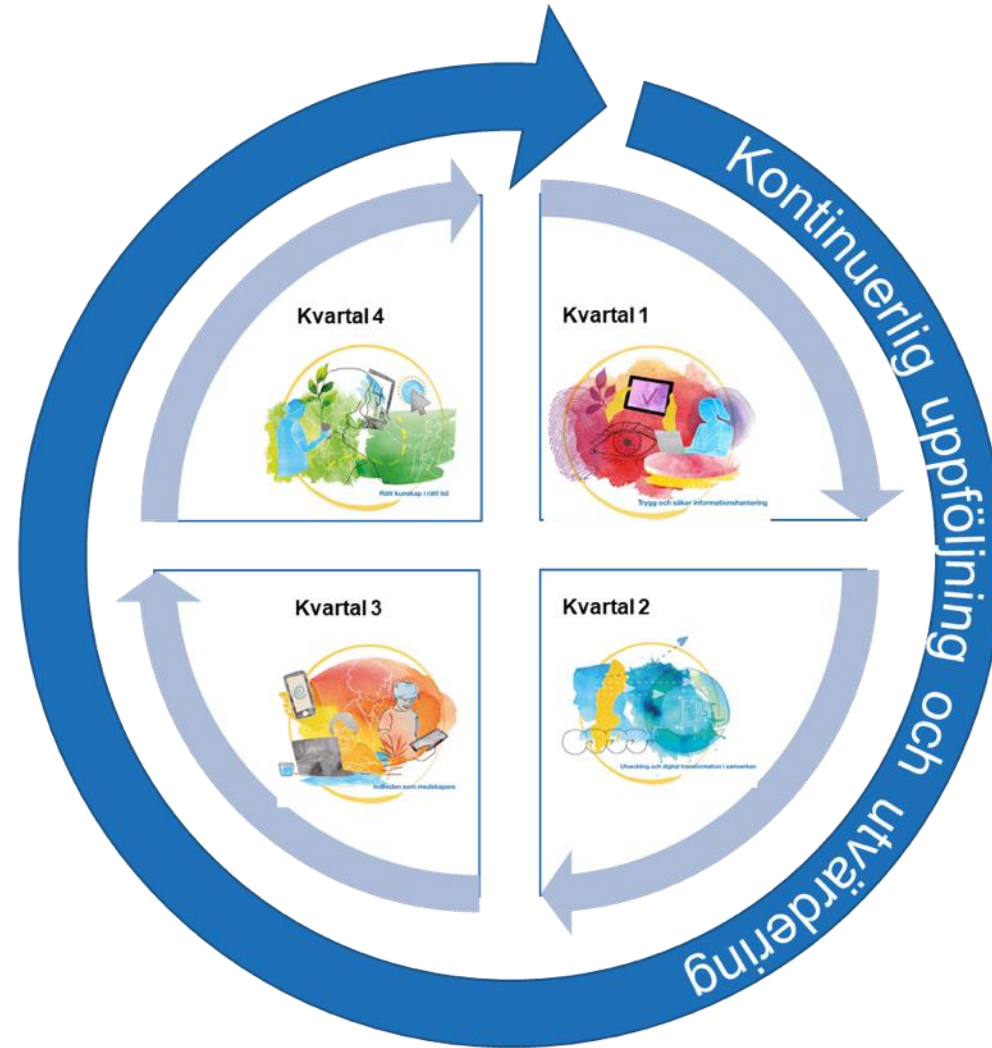 Kontinuerlig uppföljning och utvärdering
Kvartal 4
Rätt kunskap i rätt tid
Kvartal 1
Trygg och säker informationshantering
Kvartal 3
Individen som medskapare
Kvartal 2
Utveckling och digital transformation i samverkan